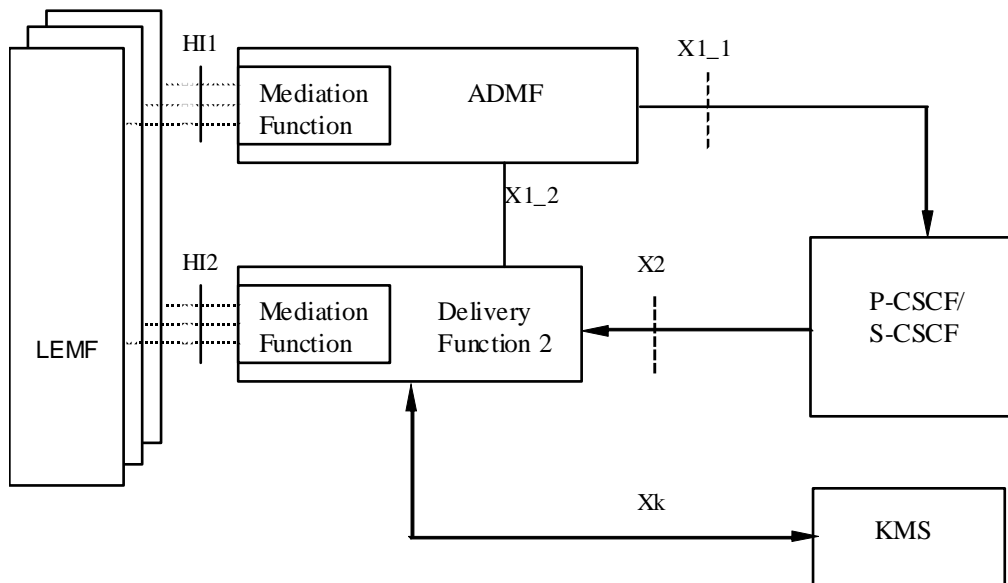 HI1
Mediation
Function
ADMF
X1_1
X1_2
HI2
Mediation
Function
Delivery
Function 2
X2
P-CSCF/
S-CSCF
LEMF
Xk
KMS